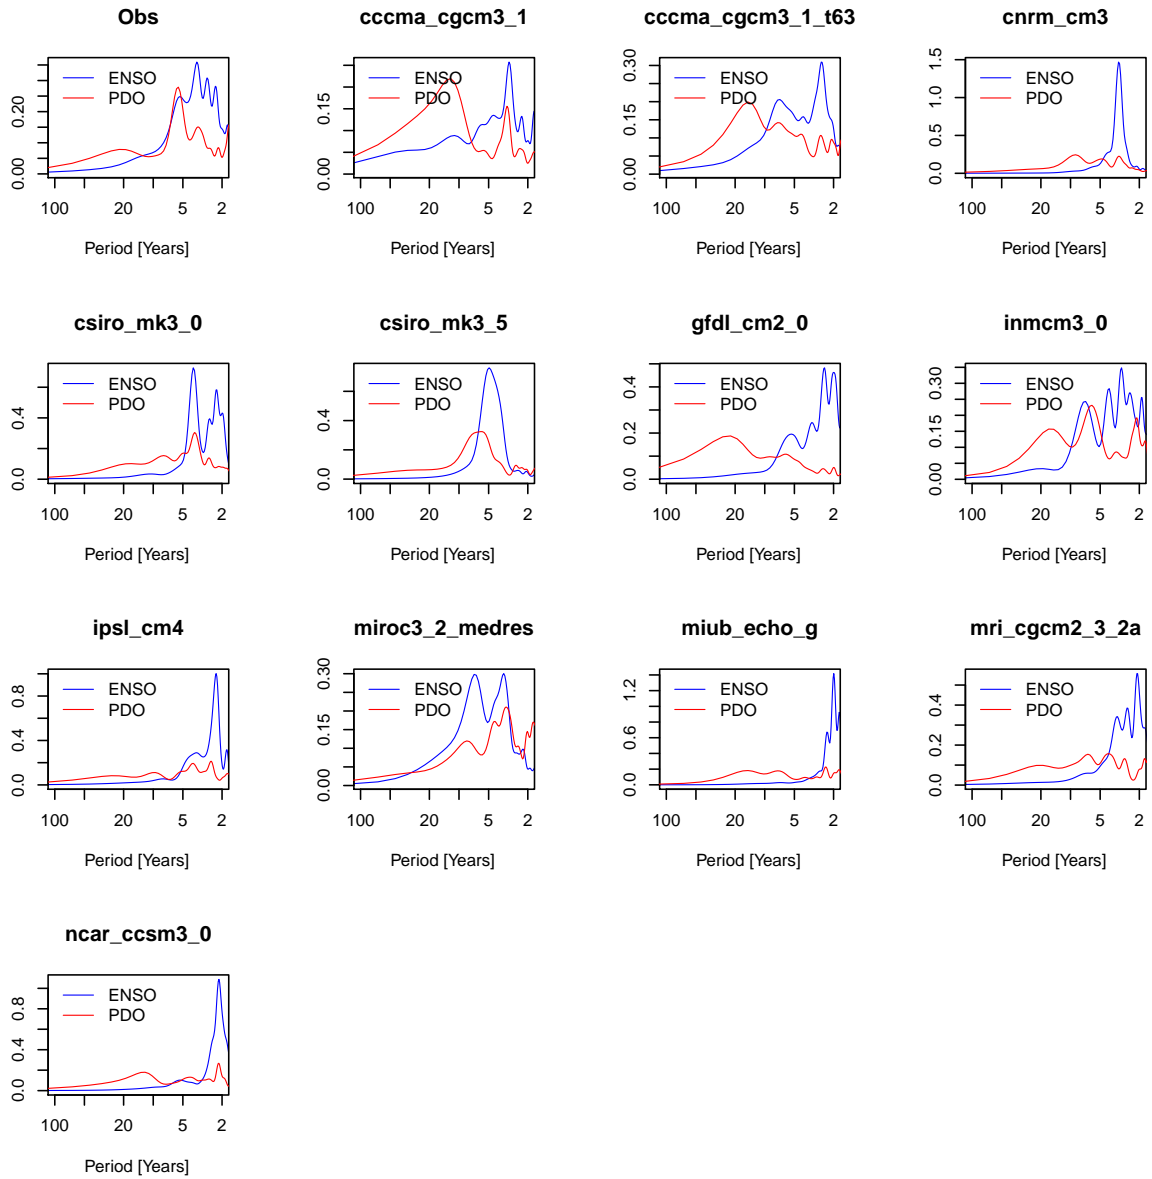 Obs
ENSO
PDO
0.00 0.20
100 20 5 2
Period [Years]
cccma_cgcm3_1
ENSO
PDO
0.00 0.15
100 20 5 2
Period [Years]
cccma_cgcm3_1_t63
ENSO
PDO
0.00 0.15 0.30
100 20 5 2
Period [Years]
cnrm_cm3
ENSO
PDO
0.0 0.5 1.0 1.5
100 20 5 2
Period [Years]
csiro_mk3_0
ENSO
PDO
0.0 0.4
100 20 5 2
Period [Years]
csiro_mk3_5
ENSO
PDO
0.0 0.4
100 20 5 2
Period [Years]
gfdl_cm2_0
ENSO
PDO
0.0 0.2 0.4
100 20 5 2
Period [Years]
inmcm3_0
ENSO
PDO
0.00 0.15 0.30
100 20 5 2
Period [Years]
ipsl_cm4
ENSO
PDO
0.0 0.4 0.8
100 20 5 2
Period [Years]
miroc3_2_medres
ENSO
PDO
0.00 0.15 0.30
100 20 5 2
Period [Years]
miub_echo_g
ENSO
PDO
0.0 0.6 1.2
100 20 5 2
Period [Years]
mri_cgcm2_3_2a
ENSO
PDO
0.0 0.2 0.4
100 20 5 2
Period [Years]
ncar_ccsm3_0
ENSO
PDO
0.0 0.4 0.8
100 20 5 2
Period [Years]